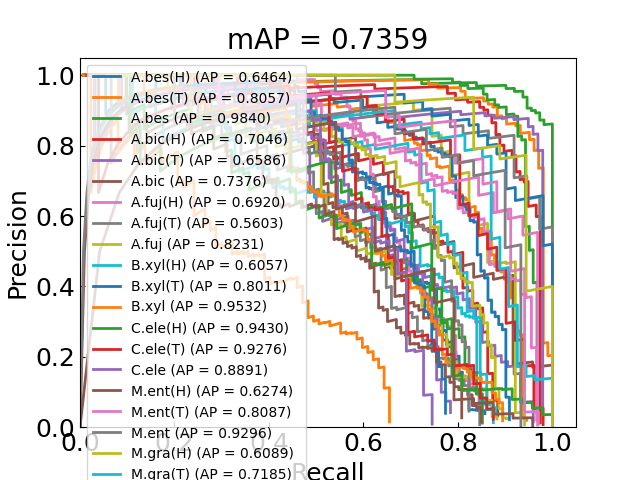 mAP = 0.7359
Precision
1.0
0.8
0.6
0.4
0.2
0.0
A.bes(H) (AP = 0.6464)
A.bes(T) (AP = 0.8057)
A.bes (AP = 0.9840)
A.bic(H) (AP = 0.7046)
A.bic(T) (AP = 0.6586)
A.bic (AP = 0.7376)
A.fuj(H) (AP = 0.6920)
A.fuj(T) (AP = 0.5603)
A.fuj (AP = 0.8231)
B.xyl(H) (AP = 0.6057)
B.xyl(T) (AP = 0.8011)
B.xyl (AP = 0.9532)
C.ele(H) (AP = 0.9430)
C.ele(T) (AP = 0.9276)
C.ele (AP = 0.8891)
M.ent(H) (AP = 0.6274)
M.ent(T) (AP = 0.8087)
M.ent (AP = 0.9296)
M.gra(H) (AP = 0.6089)
M.gra(T) (AP = 0.7185)
0.0 0.2 0.4 0.6 0.8 1.0
Recall